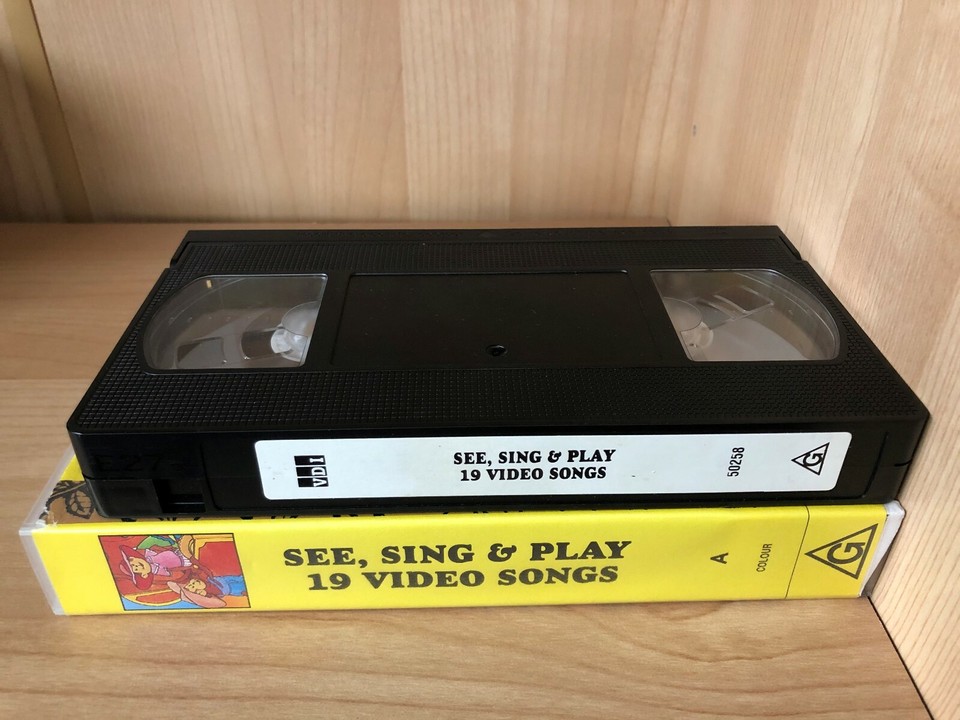 VDI
SEE, SING & PLAY
19 VIDEO SONGS
50258
G
SEE, SING & PLAY
19 VIDEO SONGS
A
COLOUR
G